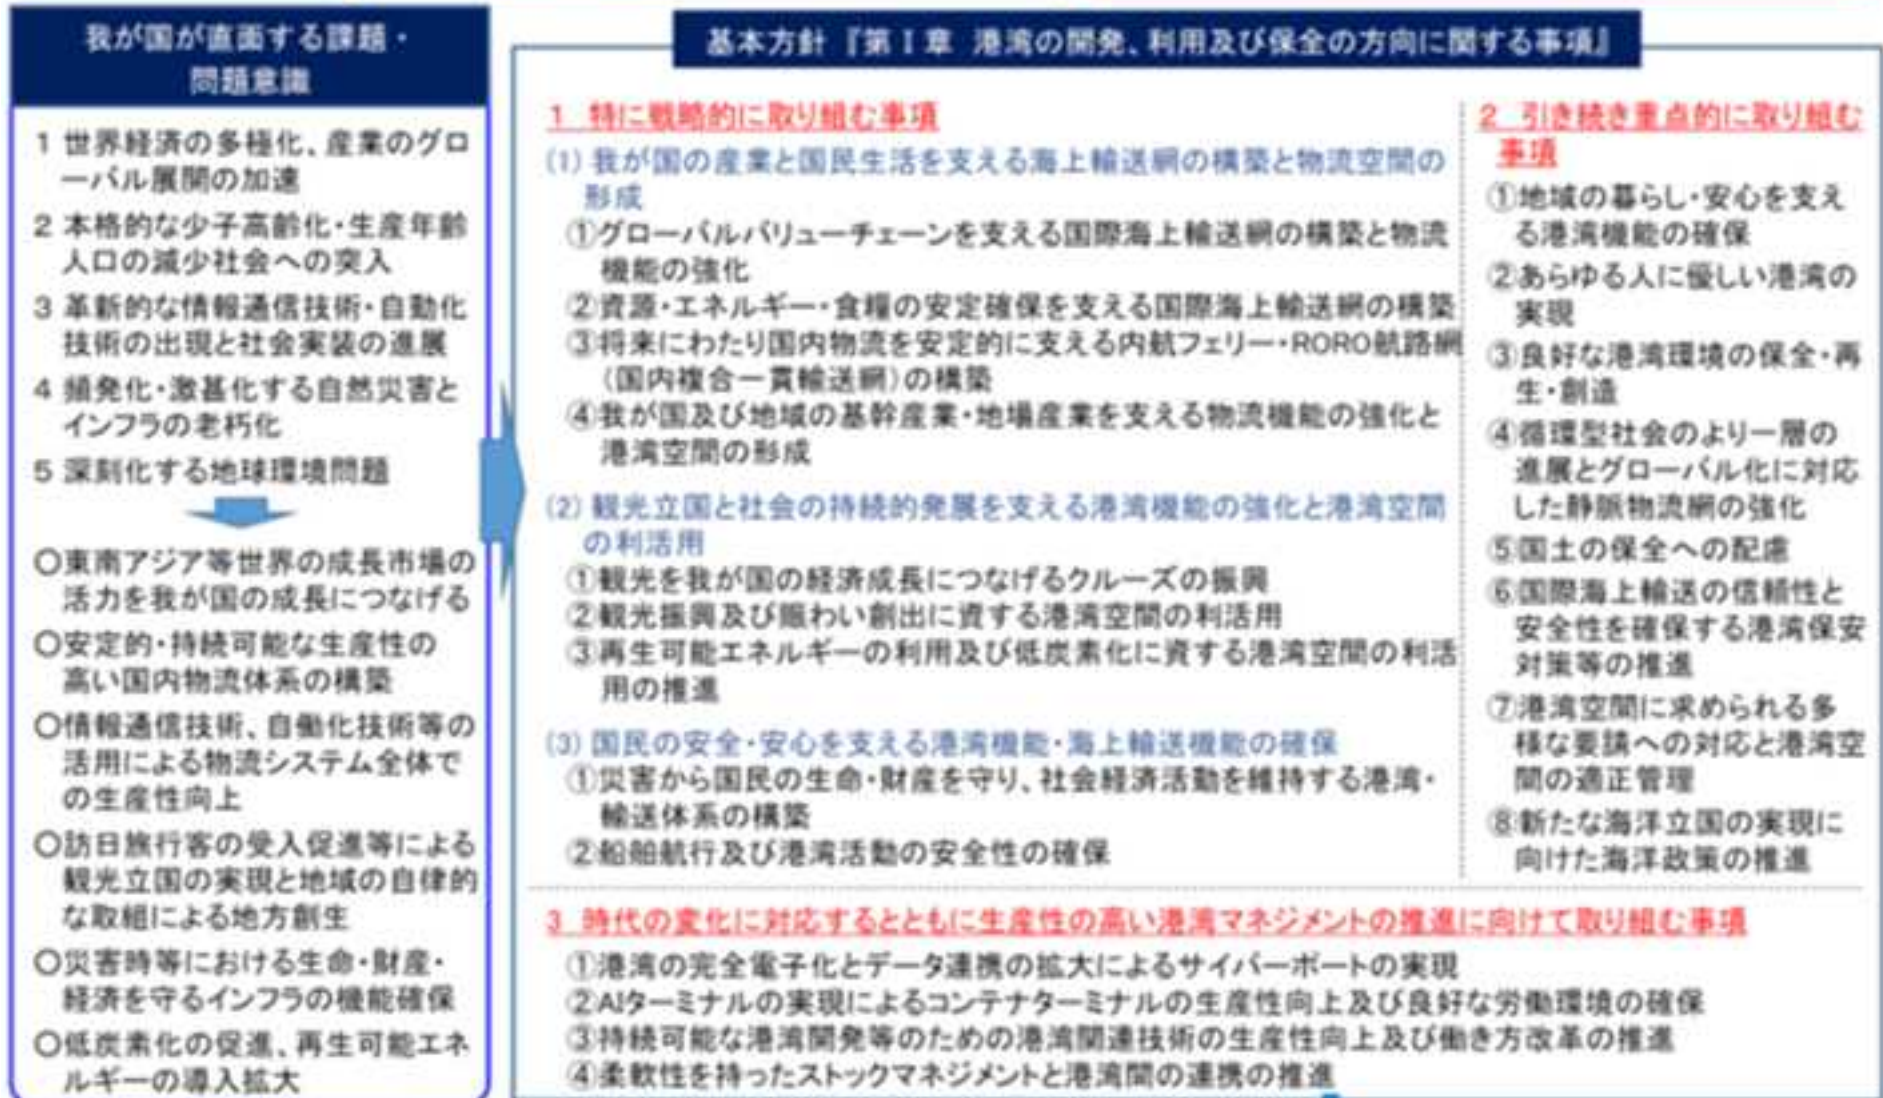 我が国が直面する課題・
問題意識
1 世界経済の多極化、産業のグロ
ーバル展開の加速
2 本格的な少子高齢化・生産年齢
人口の減少社会への突入
3 革新的な情報通信技術・自動化
技術の出現と社会実装の進展
4 頻発化・激甚化する自然災害と
インフラの老朽化
5 深刻化する地球環境問題
○東南アジア等世界の成長市場の
活力を我が国の成長につなげる
○安定的・持続可能な生産性の
高い国内物流体系の構築
○情報通信技術、自働化技術等の
活用による物流システム全体で
の生産性向上
○訪日旅行客の受入促進等による
観光立国の実現と地域の自律的
な取組による地方創生
○災害時等における生命・財産・
経済を守るインフラの機能確保
○低炭素化の促進、再生可能エネ
ルギーの導入拡大
基本方針『第Ⅰ章 港湾の開発、利用及び保全の方向に関する事項』
1 特に戦略的に取り組む事項
(1) 我が国の産業と国民生活を支える海上輸送網の構築と物流空間の
形成
①グローバルバリューチェーンを支える国際海上輸送網の構築と物流
機能の強化
②資源・エネルギー・食糧の安定確保を支える国際海上輸送網の構築
③将来にわたり国内物流を安定的に支える内航フェリー・RORO航路網
(国内複合一貫輸送網)の構築
④我が国及び地域の基幹産業・地場産業を支える物流機能の強化と
港湾空間の形成
(2) 観光立国と社会の持続的発展を支える港湾機能の強化と港湾空間
の利活用
①観光を我が国の経済成長につなげるクルーズの振興
②観光振興及び賑わい創出に資する港湾空間の利活用
③再生可能エネルギーの利用及び低炭素化に資する港湾空間の利活
用の推進
(3) 国民の安全・安心を支える港湾機能・海上輸送機能の確保
①災害から国民の生命・財産を守り、社会経済活動を維持する港湾・
輸送体系の構築
②船舶航行及び港湾活動の安全性の確保
2 引き続き重点的に取り組む
事項
①地域の暮らし・安心を支え
る港湾機能の確保
②あらゆる人に優しい港湾の
実現
③良好な港湾環境の保全・再
生・創造
④循環型社会のより一層の
進展とグローバル化に対応
した静脈物流網の強化
⑤国土の保全への配慮
⑥国際海上輸送の信頼性と
安全性を確保する港湾保安
対策等の推進
⑦港湾空間に求められる多
様な要請への対応と港湾空
間の適正管理
⑧新たな海洋立国の実現に
向けた海洋政策の推進
3 時代の変化に対応するとともに生産性の高い港湾マネジメントの推進に向けて取り組む事項
①港湾の完全電子化とデータ連携の拡大によるサイバーポートの実現
②AIターミナルの実現によるコンテナターミナルの生産性向上及び良好な労働環境の確保
③持続可能な港湾開発等のための港湾関連技術の生産性向上及び働き方改革の推進
④柔軟性を持ったストックマネジメントと港湾間の連携の推進